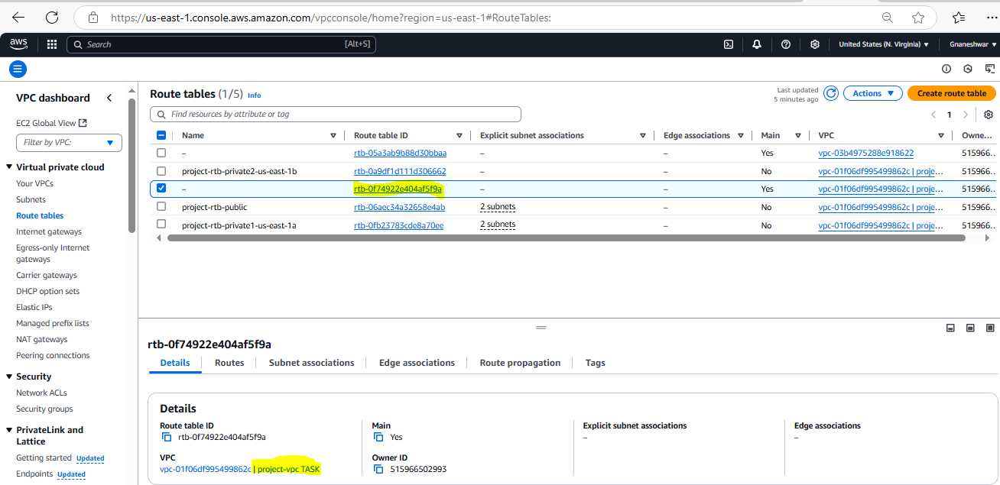 https://us-east-1.console.aws.amazon.com/vpcconsole/home?region=us-east-1#RouteTables:
aws Search [Alt+S] United States (N. Virginia) Gnaneshwar
VPC dashboard
EC2 Global View
Filter by VPC:
Virtual private cloud
Your VPCs
Subnets
Route tables
Internet gateways
Egress-only Internet
gateways
Carrier gateways
DHCP option sets
Elastic IPs
Managed prefix lists
NAT gateways
Peering connections
Security
Network ACLs
Security groups
PrivateLink and
Lattice
Getting started Updated
Endpoints Updated
Route tables (1/5) Info
Last updated
5 minutes ago
Actions
Create route table
Find resources by attribute or tag
1
Name Route table ID Explicit subnet associations Edge associations Main VPC Owne...
– rtb-05a3ab9b88d30bbaa – – Yes vpc-03b4975288e918622 515966...
project-rtb-private2-us-east-1b rtb-0a9df1d111d306662 – – No vpc-01f06df995499862c | proje... 515966...
– rtb-0f74922e404af5f9a – – Yes vpc-01f06df995499862c | proje... 515966...
project-rtb-public rtb-06aec34a32658e4ab 2 subnets – No vpc-01f06df995499862c | proje... 515966...
project-rtb-private1-us-east-1a rtb-0fb23783cde8a70ee 2 subnets – No vpc-01f06df995499862c | proje... 515966...
rtb-0f74922e404af5f9a
Details Routes Subnet associations Edge associations Route propagation Tags
Details
Route table ID Main Explicit subnet associations Edge associations
rtb-0f74922e404af5f9a Yes – –
VPC Owner ID
vpc-01f06df995499862c | project-vpc TASK 515966502993